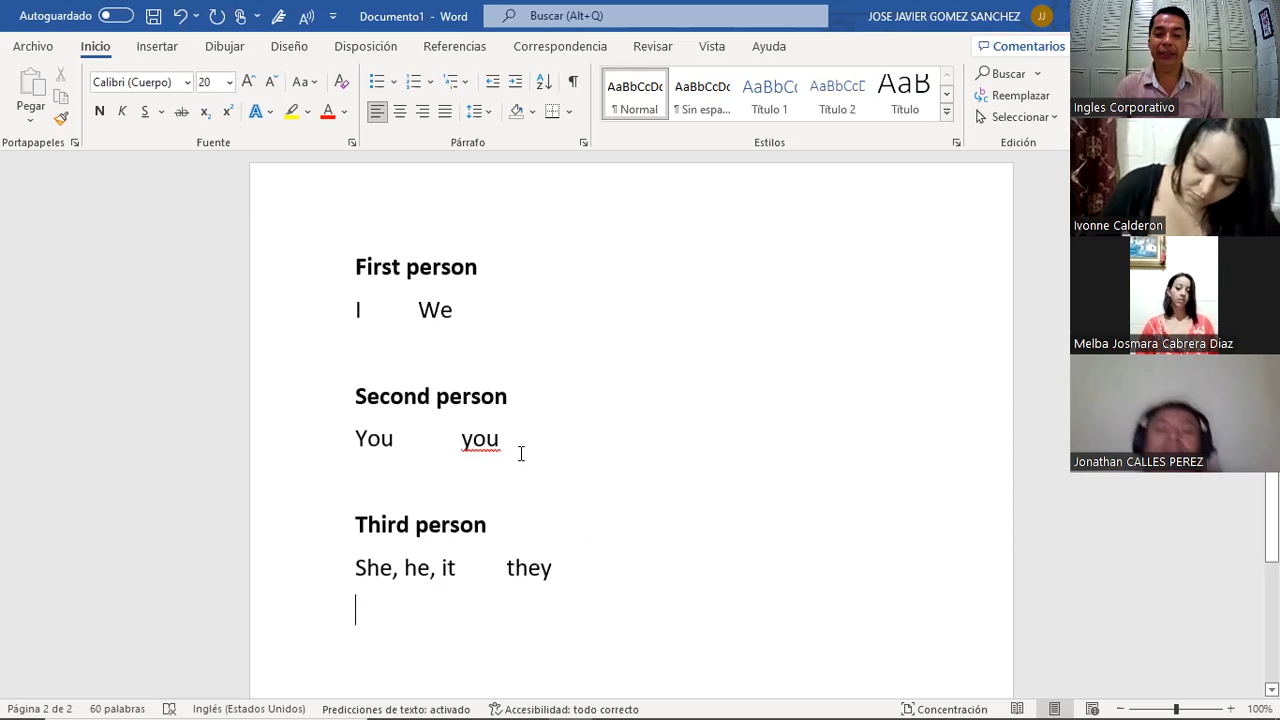 Autoguardado
Documento1 - Word
Buscar (Alt+Q)
JOSE JAVIER GOMEZ SANCHEZ
JJ
Archivo Inicio Insertar Dibujar Diseño Disposición Referencias Correspondencia Revisar Vista Ayuda
Comentarios
Pegar
Calibri (Cuerpo) 20
N K S ab x₂ x²
AaBbCcDc AaBbCcDc AaBbCc AaBbCcD AaB
¶ Normal ¶ Sin espa... Título 1 Título 2 Título
Buscar
Reemplazar
Seleccionar
Portapapeles Fuente Párrafo Estilos Edición
First person
I We
Second person
You you
Third person
She, he, it they
Ingles Corporativo
Ivonne Calderon
Melba Josmara Cabrera Diaz
Jonathan CALLES PEREZ
Página 2 de 2 60 palabras Inglés (Estados Unidos) Predicciones de texto: activado Accesibilidad: todo correcto Concentración 100%